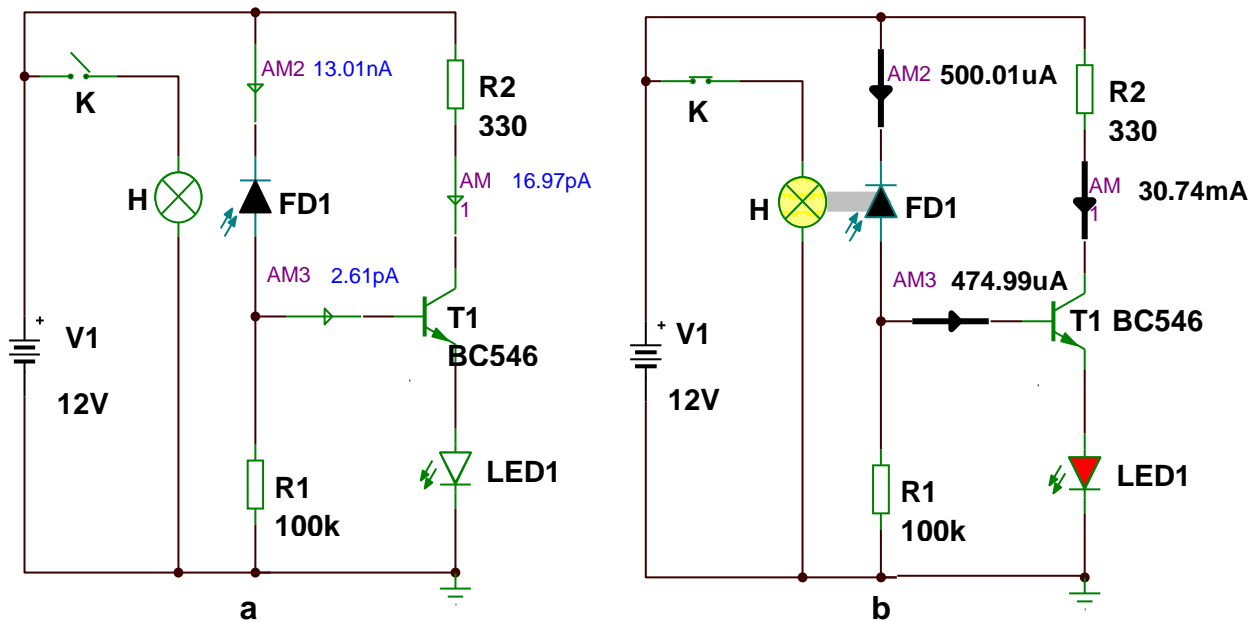 AM2 13.01nA
K
R2
330
H
FD1
AM
1
16.97pA
AM3 2.61pA
+
V1
12V
T1
BC546
R1
100k
LED1
a
AM2 500.01uA
K
R2
330
H
FD1
AM
1
30.74mA
AM3 474.99uA
+
V1
12V
T1 BC546
R1
100k
LED1
b